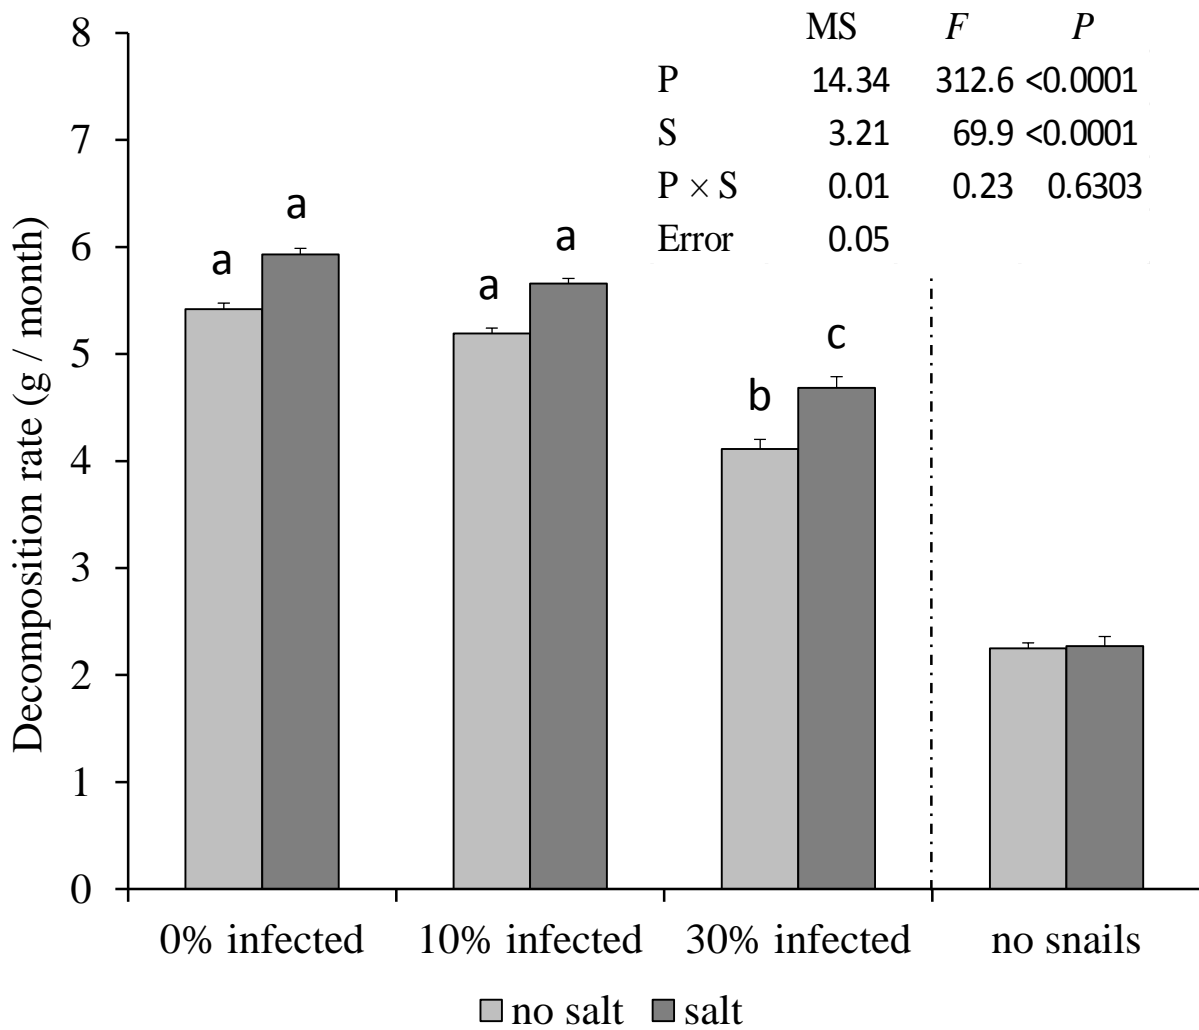 MS F P
P 14.34 312.6 <0.0001
S 3.21 69.9 <0.0001
P × S 0.01 0.23 0.6303
Error 0.05
Decomposition rate (g / month)
8
7
6
5
4
3
2
1
0
a
a
a
a
b
c
0% infected
10% infected
30% infected
no snails
no salt
salt